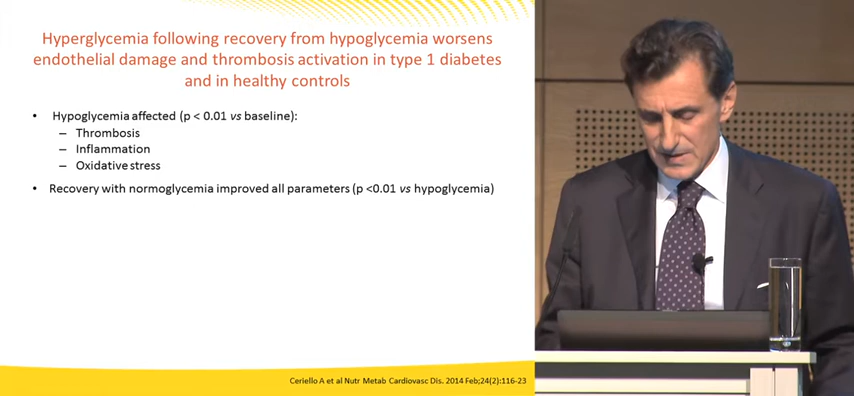 Hyperglycemia following recovery from hypoglycemia worsens
endothelial damage and thrombosis activation in type 1 diabetes
and in healthy controls
• Hypoglycemia affected (p < 0.01 vs baseline):
– Thrombosis
– Inflammation
– Oxidative stress
• Recovery with normoglycemia improved all parameters (p <0.01 vs hypoglycemia)
Ceriello A et al Nutr Metab Cardiovasc Dis. 2014 Feb;24(2):116-23